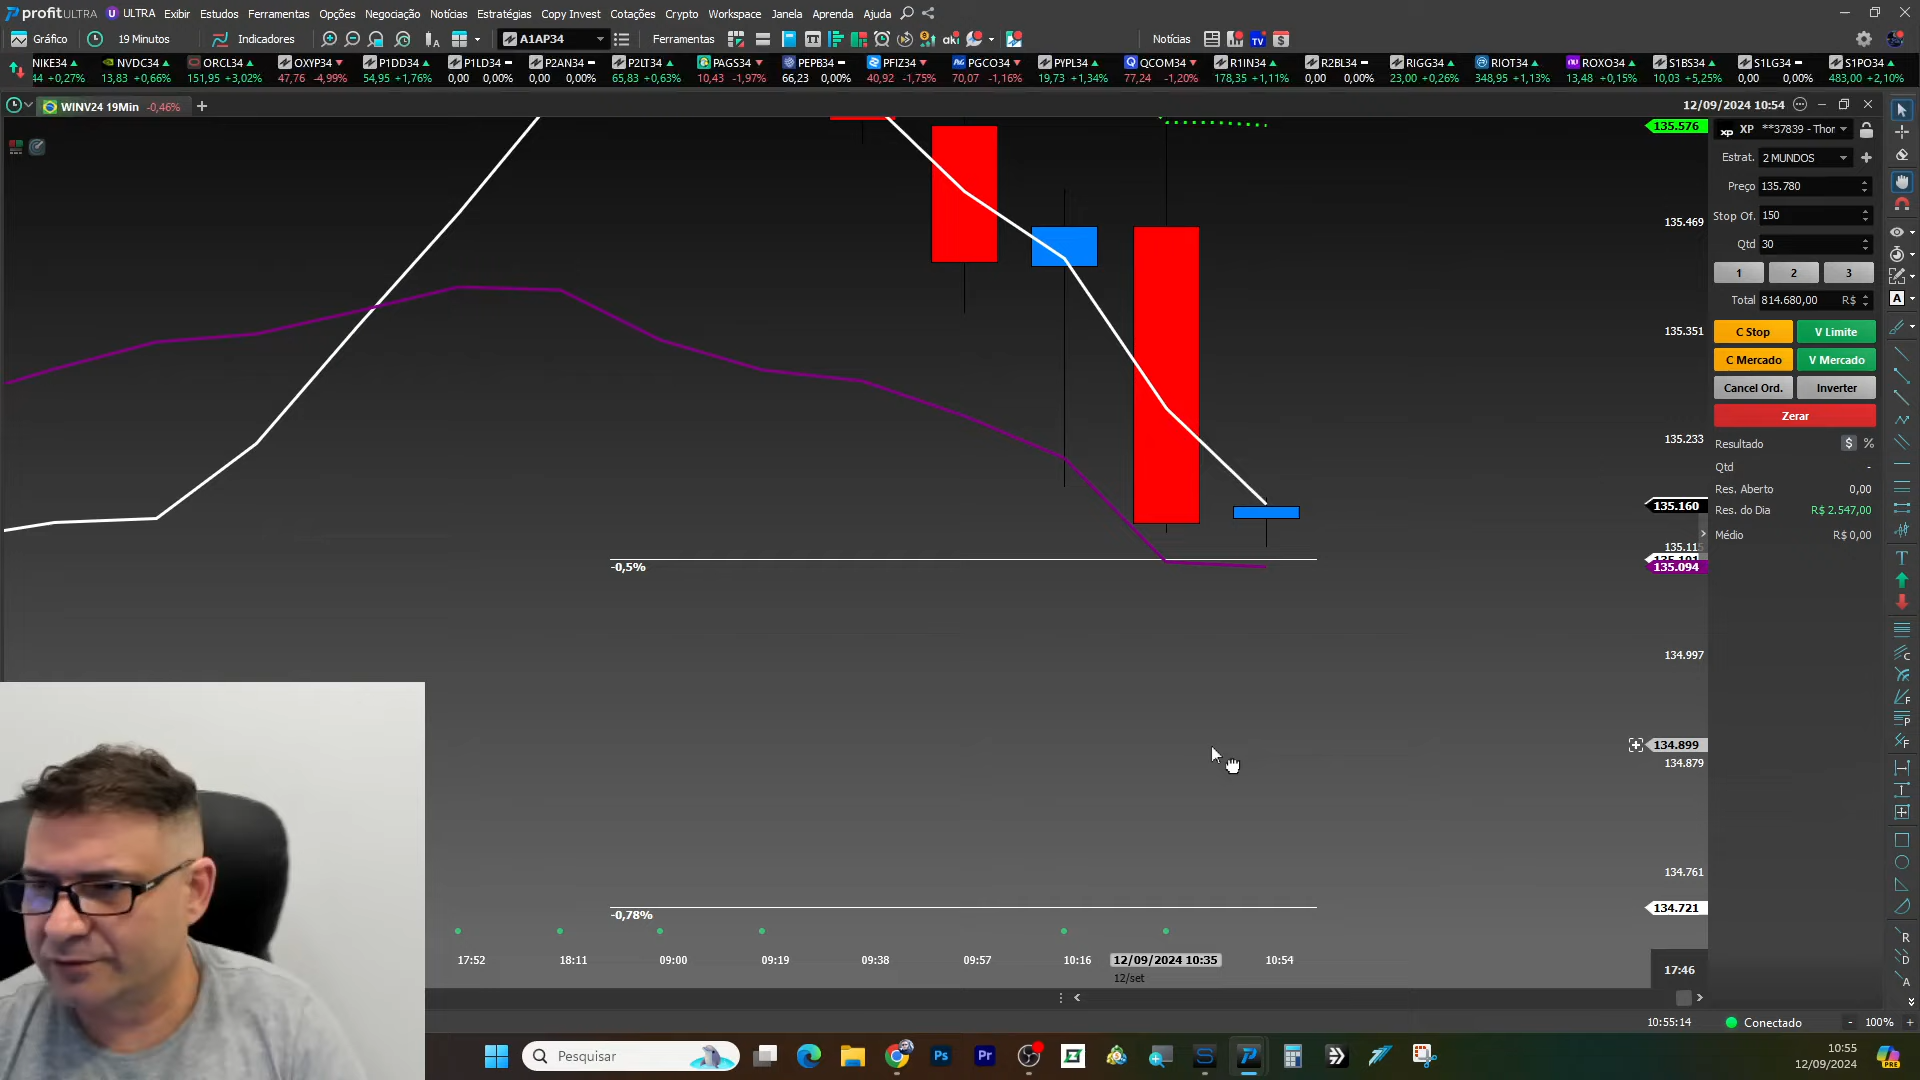 profitULTRA U ULTRA Exibir Estudos Ferramentas Opções Negociação Notícias Estratégias Copy Invest Cotações Crypto Workspace Janela Aprenda Ajuda
Gráfico 19 Minutos Indicadores A1AP34 Ferramentas Notícias
NIKE34 NVDC34 ORCL34 OXYP34 P1DD34 P1LD34 P2AN34 P2LT34 PAGS34 PEPB34 PFIZ34 PGCO34 PYPL34 QCOM34 R1IN34 R2BL34 RIGG34 RIOT34 ROXO34 S1BS34 S1LG34 S1PO34
44 +0,27% 13,83 +0,66% 151,95 +3,02% 47,76 -4,99% 54,95 +1,76% 0,00 0,00% 0,00 0,00% 65,83 +0,63% 10,43 -1,97% 66,23 0,00% 40,92 -1,75% 70,07 -1,16% 19,73 +1,34% 77,24 -1,20% 178,35 +1,11% 0,00 0,00% 23,00 +0,26% 348,95 +1,13% 13,48 +0,15% 10,03 +5,25% 0,00 0,00% 483,00 +2,10%
WINV24 19Min -0,46% + 12/09/2024 10:54
135.576
135.469
135.351
135.233
135.160
135.115
135.094
134.997
134.899
134.879
134.761
134.721
-0,5%
-0,78%
17:52 18:11 09:00 09:19 09:38 09:57 10:16 12/09/2024 10:35 10:54
12/set
17:46
XP XP **37839 - Thor
Estrat. 2 MUNDOS
Preço 135.780
Stop Of. 150
Qtd 30
1 2 3
Total 814.680,00 R$
C Stop V Limite
C Mercado V Mercado
Cancel Ord. Inverter
Zerar
Resultado $ %
Qtd -
Res. Aberto 0,00
Res. do Dia R$ 2.547,00
Médio R$ 0,00
10:55:14 Conectado - 100% +
Pesquisar
Ps Pr
10:55
12/09/2024
PRE